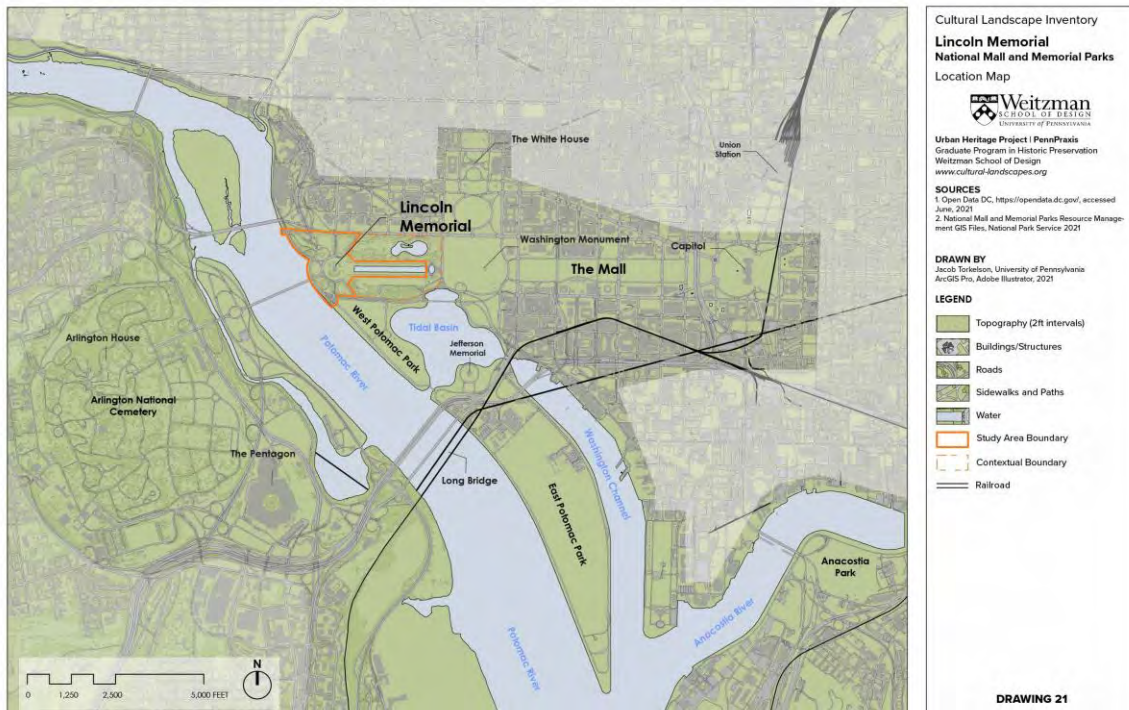 The White House
Union
Station
Lincoln
Memorial
Washington Monument
Capitol
The Mall
West Potomac Park
Tidal Basin
Jefferson
Memorial
Arlington House
Potomac River
Arlington National
Cemetery
The Pentagon
Long Bridge
Washington Channel
East Potomac Park
Anacostia
Park
Anacostia River
Potomac River
N
0 1,250 2,500 5,000 FEET
Cultural Landscape Inventory
Lincoln Memorial
National Mall and Memorial Parks
Location Map
Weitzman
SCHOOL OF DESIGN
UNIVERSITY OF PENNSYLVANIA
Urban Heritage Project | PennPraxis
Graduate Program in Historic Preservation
Weitzman School of Design
www.cultural-landscapes.org
SOURCES
1. Open Data DC, https://opendata.dc.gov/, accessed
June, 2021
2. National Mall and Memorial Parks Resource Manage-
ment GIS Files, National Park Service 2021
DRAWN BY
Jacob Torkelson, University of Pennsylvania
ArcGIS Pro, Adobe Illustrator, 2021
LEGEND
Topography (2ft intervals)
Buildings/Structures
Roads
Sidewalks and Paths
Water
Study Area Boundary
Contextual Boundary
Railroad
DRAWING 21